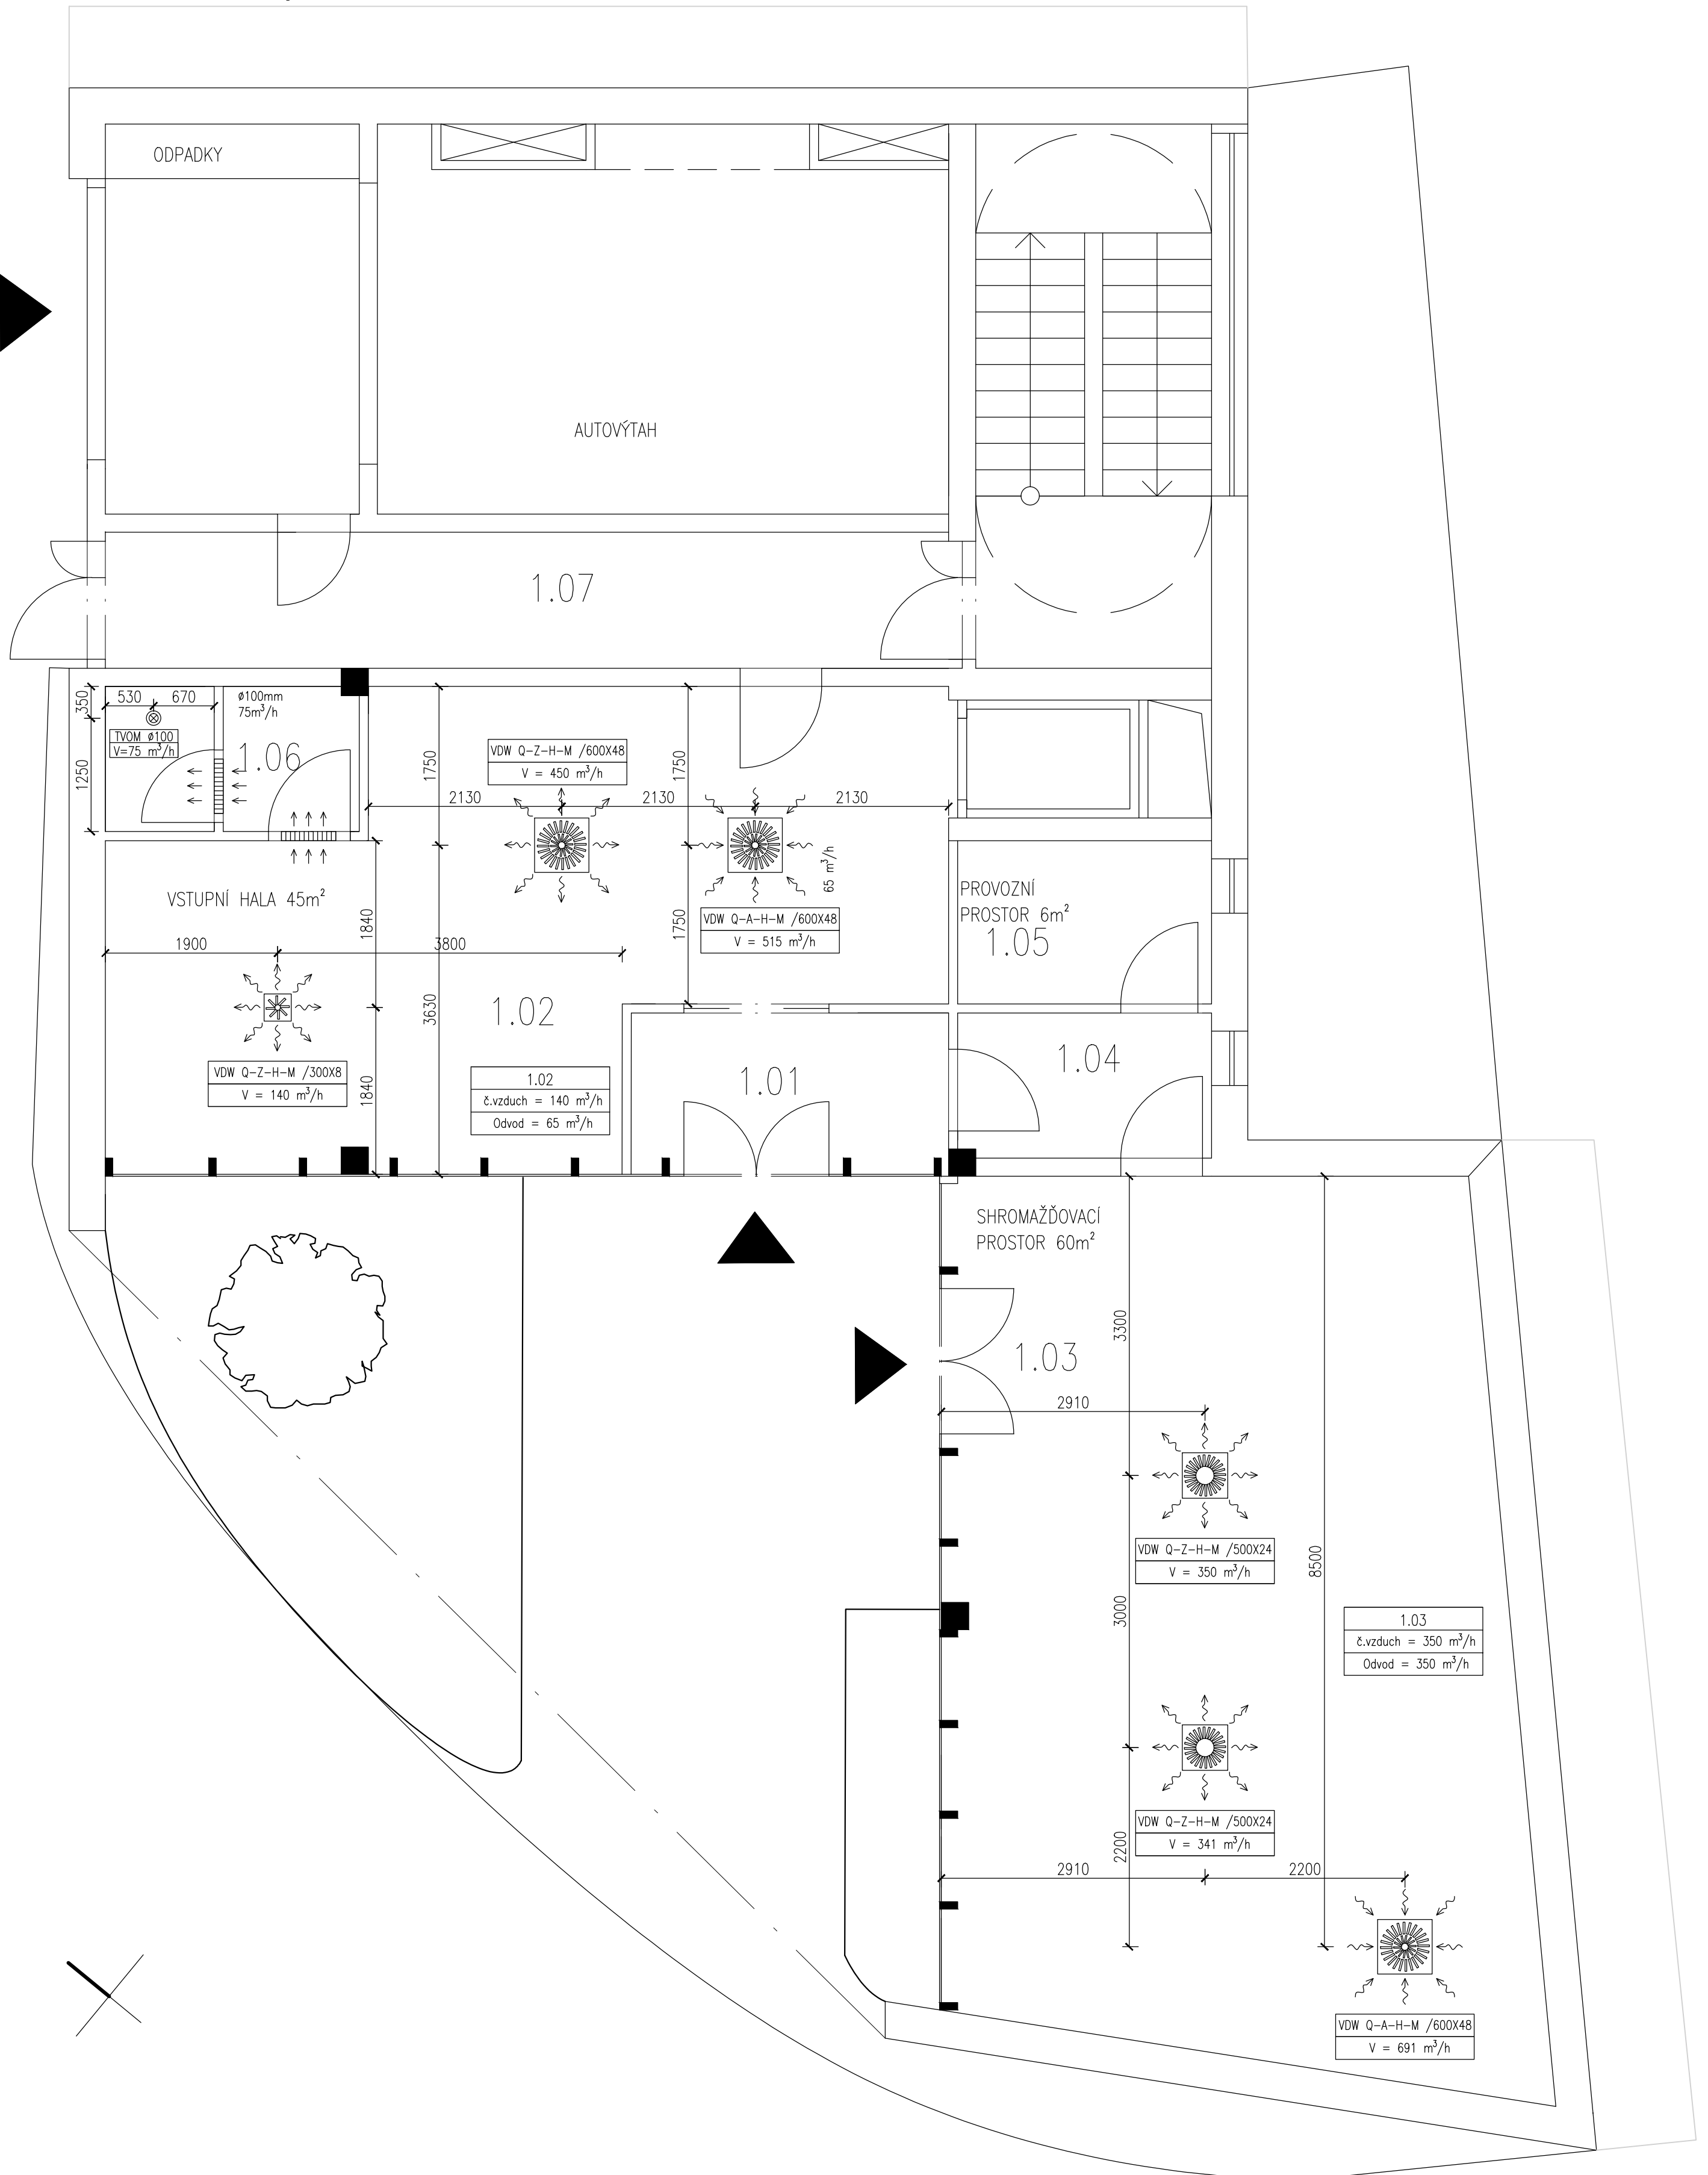 ODPADKY
AUTOVÝTAH
1.07
350
530
670
ø100mm
75m³/h
TVOM ø100
V=75 m³/h
1.06
1250
1750
VDW Q-Z-H-M /600X48
V = 450 m³/h
1750
2130
2130
2130
65 m³/h
VSTUPNÍ HALA 45m²
1840
1750
VDW Q-A-H-M /600X48
V = 515 m³/h
PROVOZNÍ
PROSTOR 6m²
1.05
1900
3800
3630
1.02
VDW Q-Z-H-M /300X8
V = 140 m³/h
1840
1.02
č.vzduch = 140 m³/h
Odvod = 65 m³/h
1.01
1.04
SHROMAŽĎOVACÍ
PROSTOR 60m²
3300
1.03
2910
VDW Q-Z-H-M /500X24
V = 350 m³/h
8500
3000
1.03
č.vzduch = 350 m³/h
Odvod = 350 m³/h
VDW Q-Z-H-M /500X24
V = 341 m³/h
2200
2910
2200
VDW Q-A-H-M /600X48
V = 691 m³/h